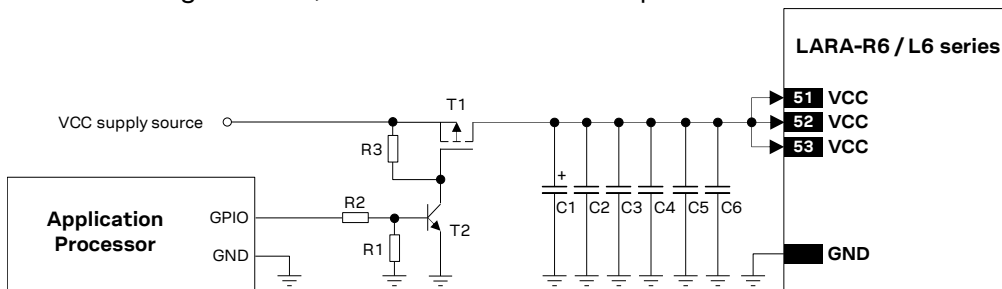 LARA-R6 / L6 series
51 VCC
T1
VCC supply source
52 VCC
R3
53 VCC
+
C1 C2 C3 C4 C5 C6
R2
Application
Processor
GPIO
T2
R1
GND
GND